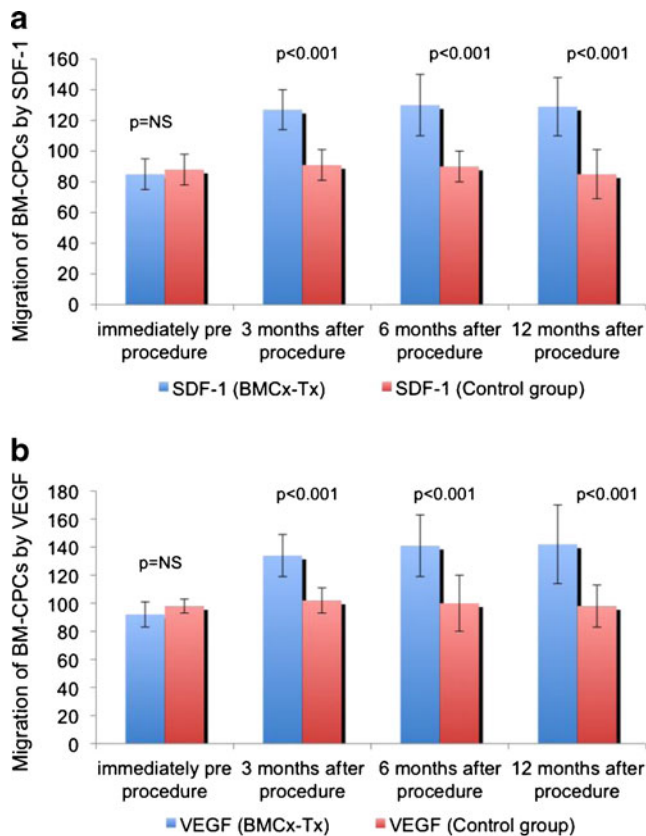 a
Migration of BM-CPCs by SDF-1
160
140
120
100
80
60
40
20
0
p=NS
p<0.001
p<0.001
p<0.001
immediately pre procedure
3 months after procedure
6 months after procedure
12 months after procedure
SDF-1 (BMCx-Tx)
SDF-1 (Control group)
b
Migration of BM-CPCs by VEGF
180
160
140
120
100
80
60
40
20
0
p=NS
p<0.001
p<0.001
p<0.001
immediately pre procedure
3 months after procedure
6 months after procedure
12 months after procedure
VEGF (BMCx-Tx)
VEGF (Control group)